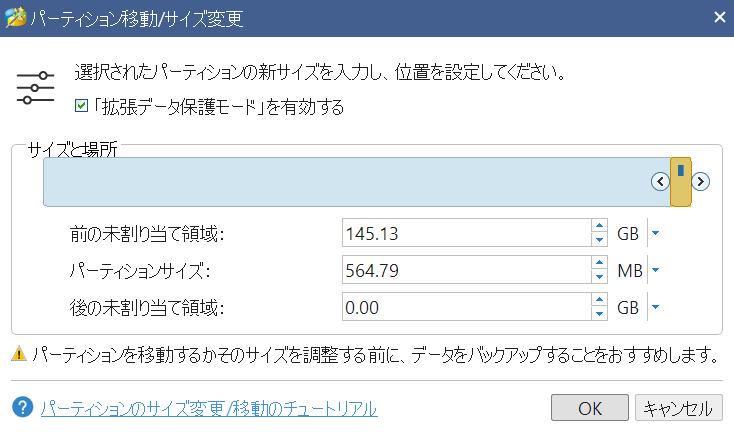 パーティション移動/サイズ変更
選択されたパーティションの新サイズを入力し、位置を設定してください。
「拡張データ保護モード」を有効する
サイズと場所
前の未割り当て領域: 145.13 GB
パーティションサイズ: 564.79 MB
後の未割り当て領域: 0.00 GB
パーティションを移動するかそのサイズを調整する前に、データをバックアップすることをおすすめします。
パーティションのサイズ変更/移動のチュートリアル OK キャンセル